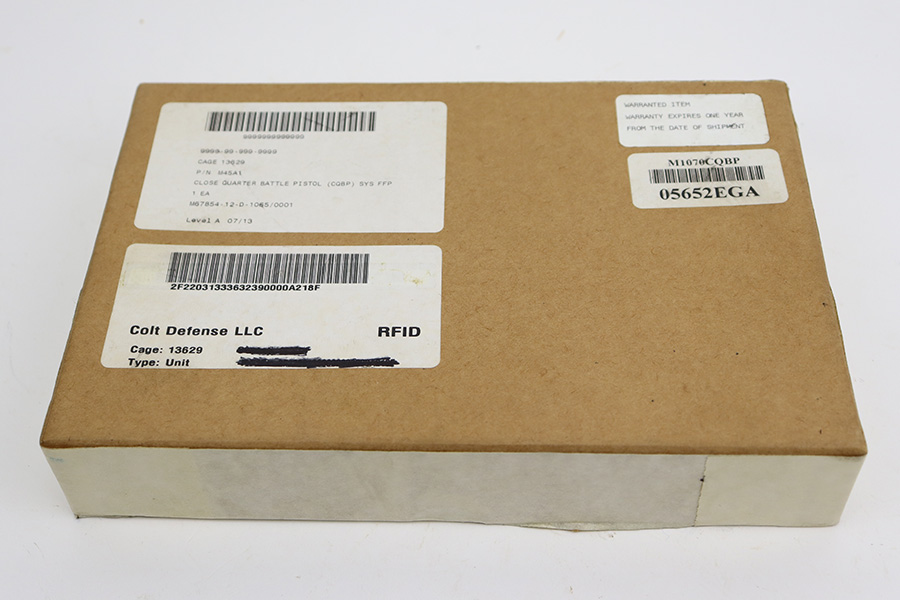 9999999999999
9999-99-999-9999
CAGE 13629
P/N M45A1
CLOSE QUARTER BATTLE PISTOL (CQBP) SYS FFP
1 EA
M67854-12-D-1065/0001
Level A 07/13
WARRANTED ITEM
WARRANTY EXPIRES ONE YEAR
FROM THE DATE OF SHIPMENT
M1070CQBP
05652EGA
2F22031333632390000A218F
Colt Defense LLC
RFID
Cage: 13629
Type: Unit